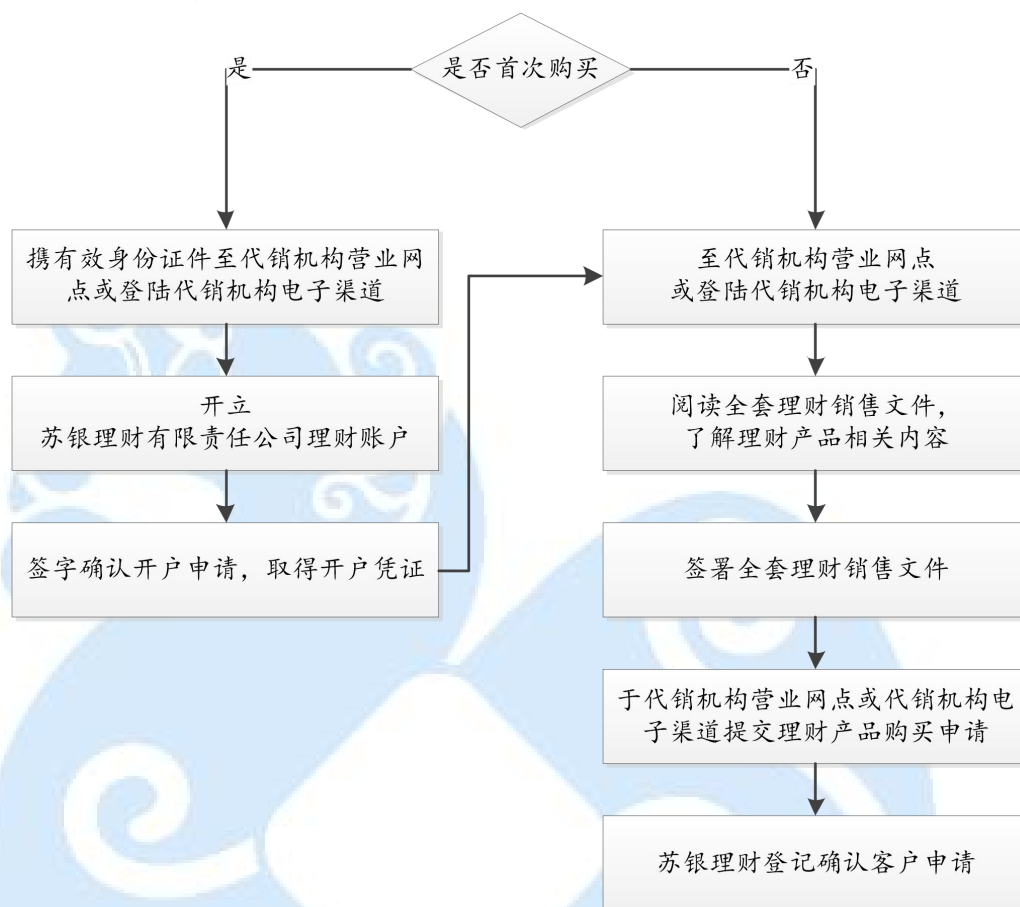 是否首次购买
是
否
携有效身份证件至代销机构营业网
点或登陆代销机构电子渠道
开立
苏银理财有限责任公司理财账户
签字确认开户申请，取得开户凭证
至代销机构营业网点
或登陆代销机构电子渠道
阅读全套理财销售文件，
了解理财产品相关内容
签署全套理财销售文件
于代销机构营业网点或代销机构电
子渠道提交理财产品购买申请
苏银理财登记确认客户申请